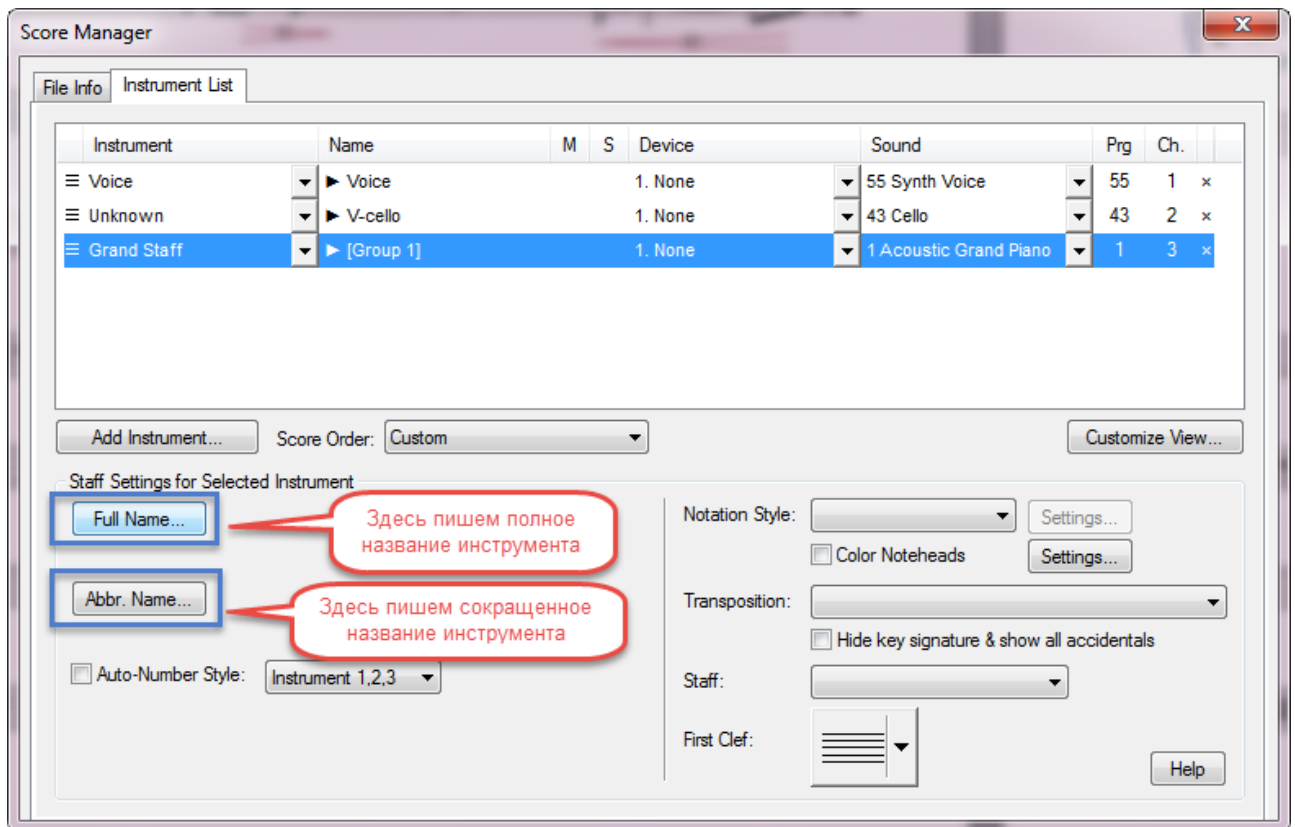 Score Manager
File Info Instrument List
Instrument Name M S Device Sound Prg Ch.
Voice Voice 1. None 55 Synth Voice 55 1 ×
Unknown V-cello 1. None 43 Cello 43 2 ×
Grand Staff [Group 1] 1. None 1 Acoustic Grand Piano 1 3 ×
Add Instrument... Score Order: Custom Customize View...
Staff Settings for Selected Instrument
Full Name...
Здесь пишем полное
название инструмента
Notation Style: Settings...
Color Noteheads Settings...
Abbr. Name...
Здесь пишем сокращенное
название инструмента
Transposition:
Hide key signature & show all accidentals
Auto-Number Style: Instrument 1,2,3
Staff:
First Clef:
Help